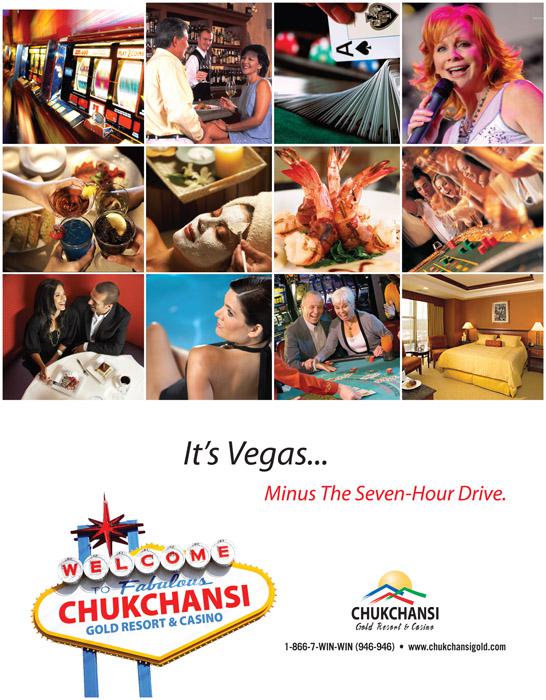 A
It's Vegas...
Minus The Seven-Hour Drive.
WELCOME
TO Fabulous
CHUKCHANSI
GOLD RESORT & CASINO
CHUKCHANSI
Gold Resort & Casino
1-866-7-WIN-WIN (946-946) • www.chukchansigold.com